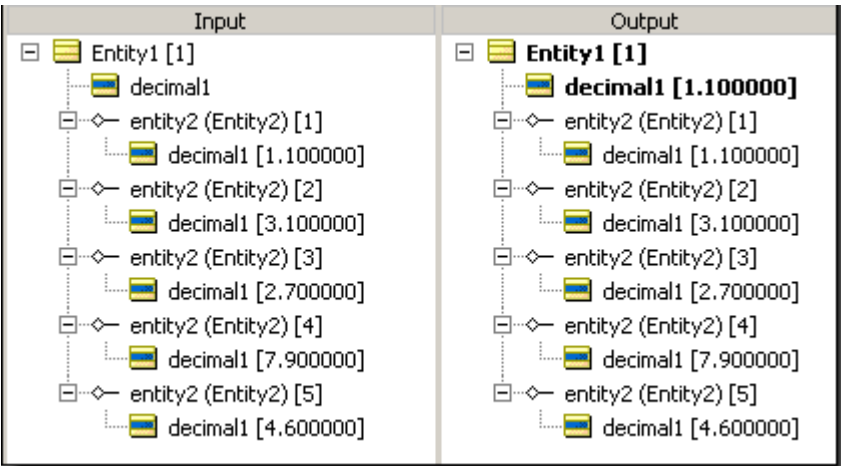 Input
Entity1 [1]
decimal1
entity2 (Entity2) [1]
decimal1 [1.100000]
entity2 (Entity2) [2]
decimal1 [3.100000]
entity2 (Entity2) [3]
decimal1 [2.700000]
entity2 (Entity2) [4]
decimal1 [7.900000]
entity2 (Entity2) [5]
decimal1 [4.600000]
Output
Entity1 [1]
decimal1 [1.100000]
entity2 (Entity2) [1]
decimal1 [1.100000]
entity2 (Entity2) [2]
decimal1 [3.100000]
entity2 (Entity2) [3]
decimal1 [2.700000]
entity2 (Entity2) [4]
decimal1 [7.900000]
entity2 (Entity2) [5]
decimal1 [4.600000]